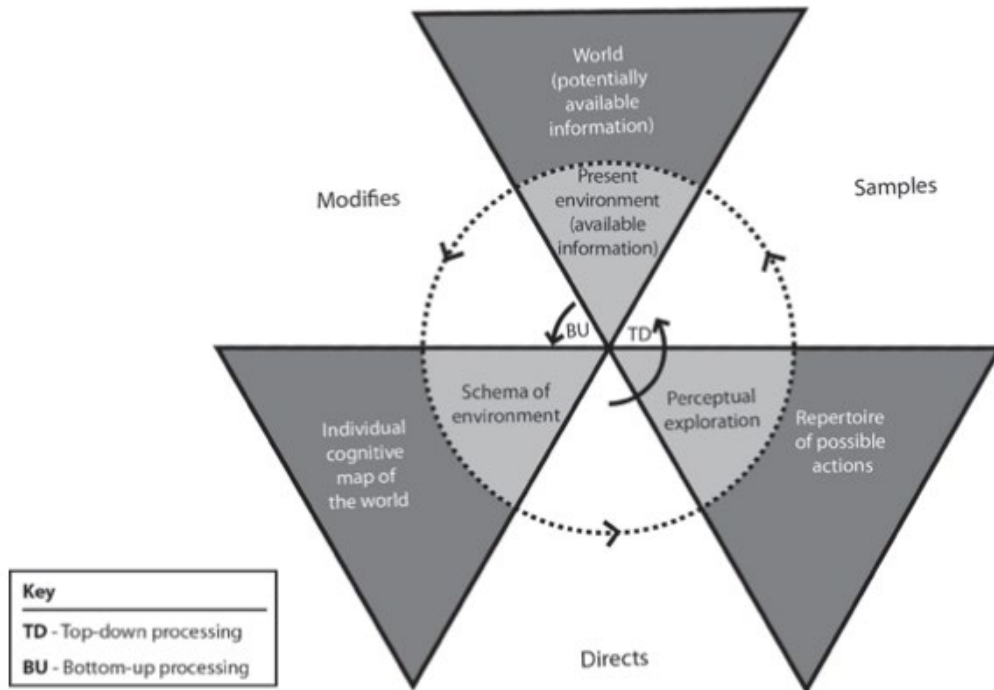 World
(potentially
available
information)
Present
environment
(available
information)
Modifies
Samples
BU
TD
Schema of
environment
Perceptual
exploration
Individual
cognitive
map of
the world
Repertoire
of possible
actions
Key
TD - Top-down processing
BU - Bottom-up processing
Directs